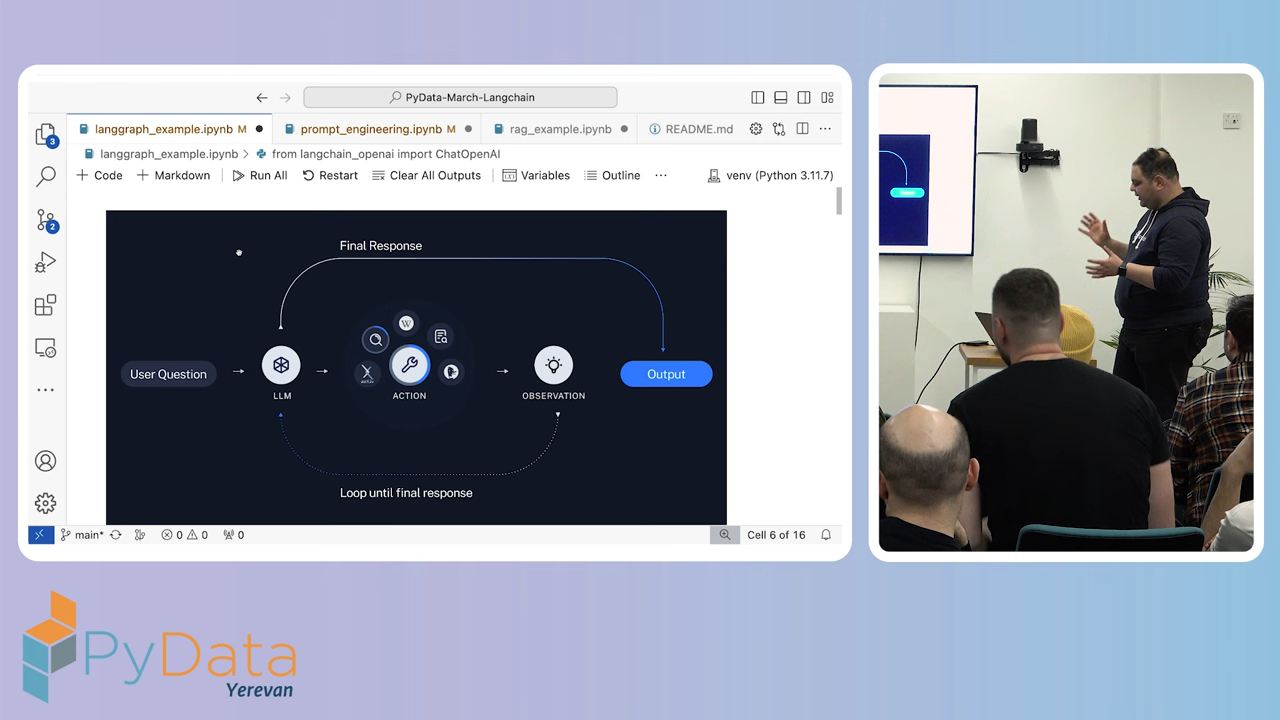 PyData-March-Langchain
langgraph_example.ipynb M
prompt_engineering.ipynb M
rag_example.ipynb
README.md
langgraph_example.ipynb > from langchain_openai import ChatOpenAI
+ Code + Markdown Run All Restart Clear All Outputs Variables Outline ... venv (Python 3.11.7)
3
2
Final Response
W
User Question
LLM
ACTION
OBSERVATION
Output
Loop until final response
main* 0 0 0
Cell 6 of 16
PyData
Yerevan